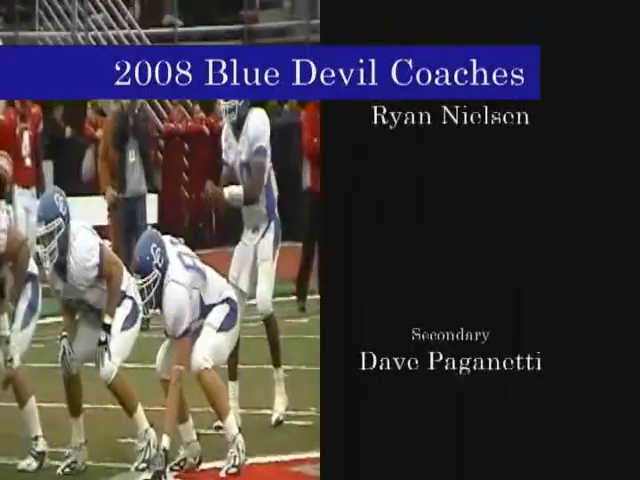 2008 Blue Devil Coaches
Ryan Nielsen
Secondary
Dave Paganetti